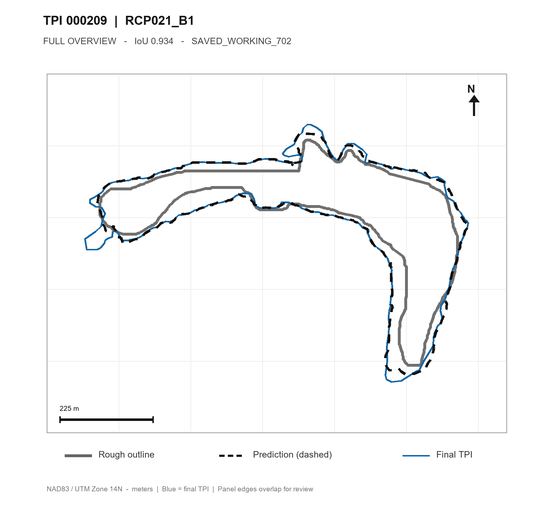 TPI 000209 | RCP021_B1
FULL OVERVIEW - IoU 0.934 - SAVED_WORKING_702
N
225 m
Rough outline
Prediction (dashed)
Final TPI
NAD83 / UTM Zone 14N - meters | Blue = final TPI | Panel edges overlap for review